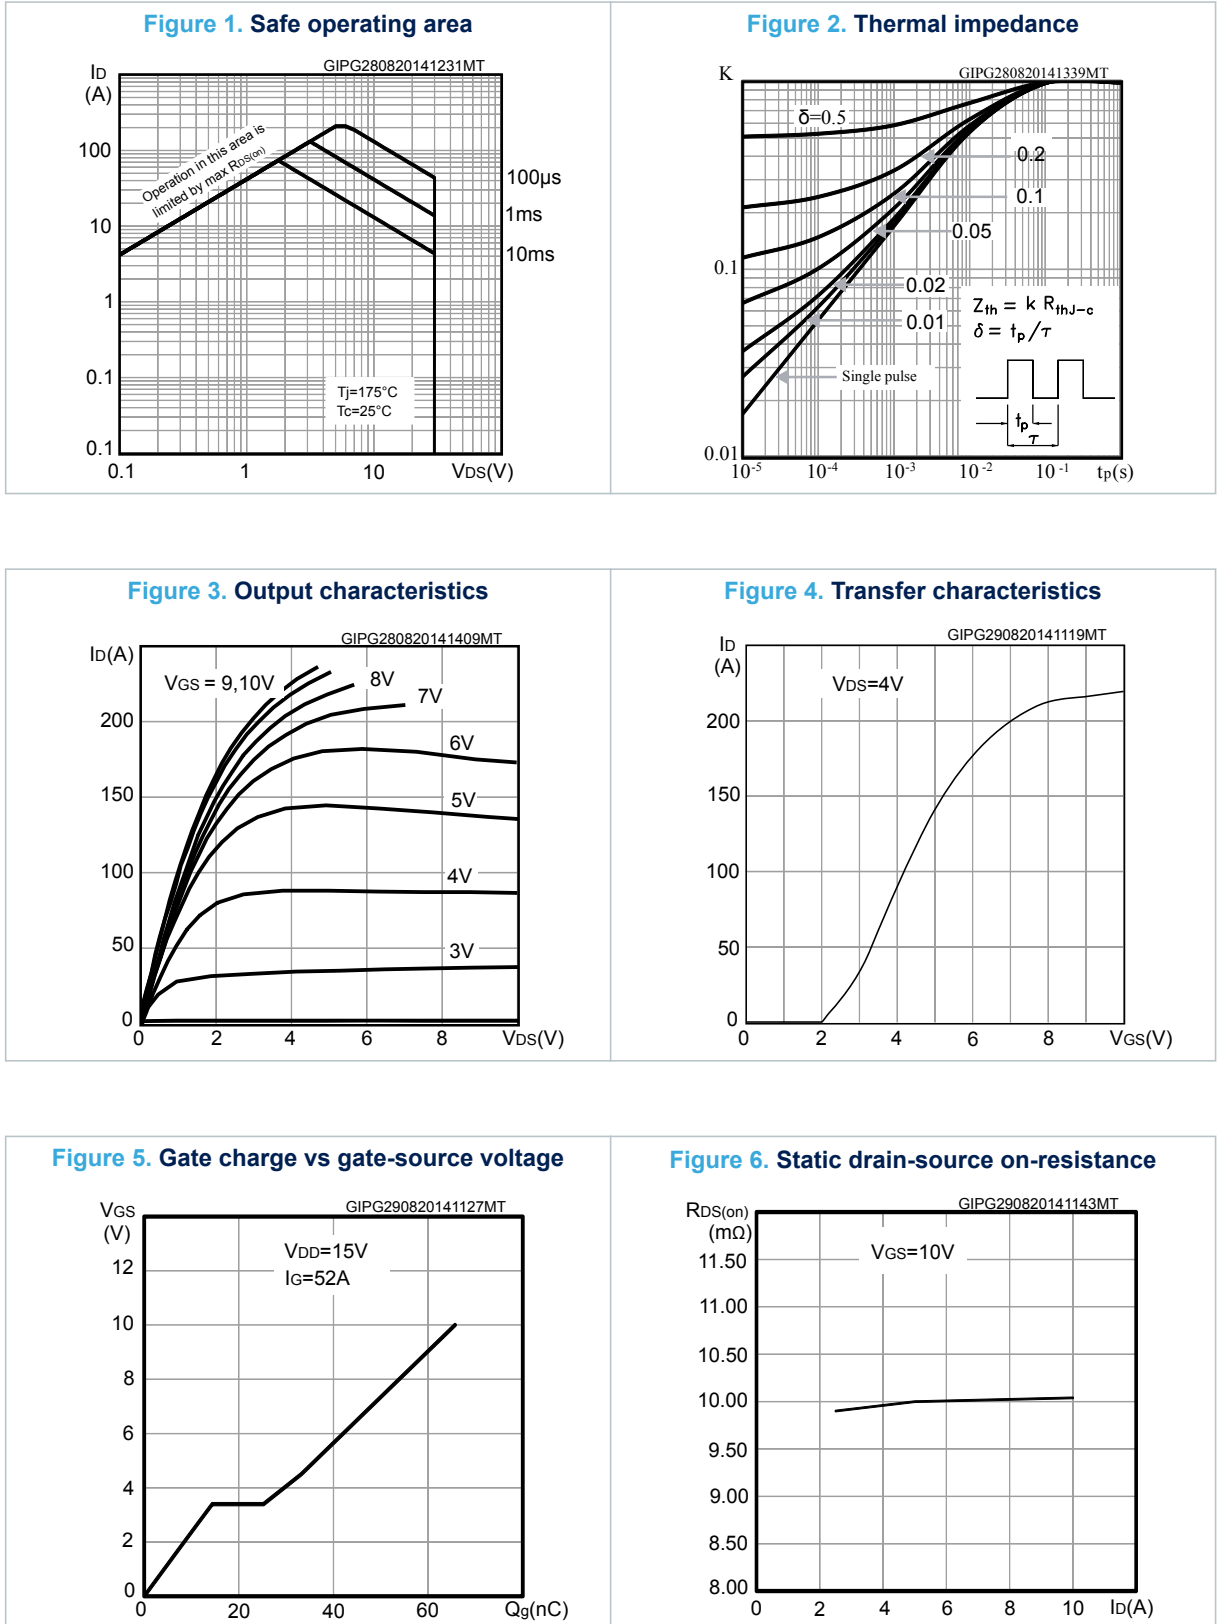 Figure 1. Safe operating area
GIPG280820141231MT
ID
(A)
100
10
1
0.1
0.1
Operation in this area is
limited by max RDS(on)
100µs
1ms
10ms
Tj=175°C
Tc=25°C
0.1
1
10
VDS(V)
Figure 2. Thermal impedance
GIPG280820141339MT
K
δ=0.5
0.2
0.1
0.05
0.02
0.01
Single pulse
0.1
0.01
Zth = k RthJ-c
δ = tp/τ
tp
τ
10-5
10-4
10-3
10-2
10-1
tp(s)
Figure 3. Output characteristics
GIPG280820141409MT
ID(A)
VGS = 9,10V
8V
7V
6V
5V
4V
3V
200
150
100
50
0
0
2
4
6
8
VDS(V)
Figure 4. Transfer characteristics
GIPG290820141119MT
ID
(A)
VDS=4V
200
150
100
50
0
0
2
4
6
8
VGS(V)
Figure 5. Gate charge vs gate-source voltage
GIPG290820141127MT
VGS
(V)
VDD=15V
IG=52A
12
10
8
6
4
2
0
0
20
40
60
Qg(nC)
Figure 6. Static drain-source on-resistance
GIPG290820141143MT
RDS(on)
(mΩ)
VGS=10V
11.50
11.00
10.50
10.00
9.50
9.00
8.50
8.00
0
2
4
6
8
10
ID(A)